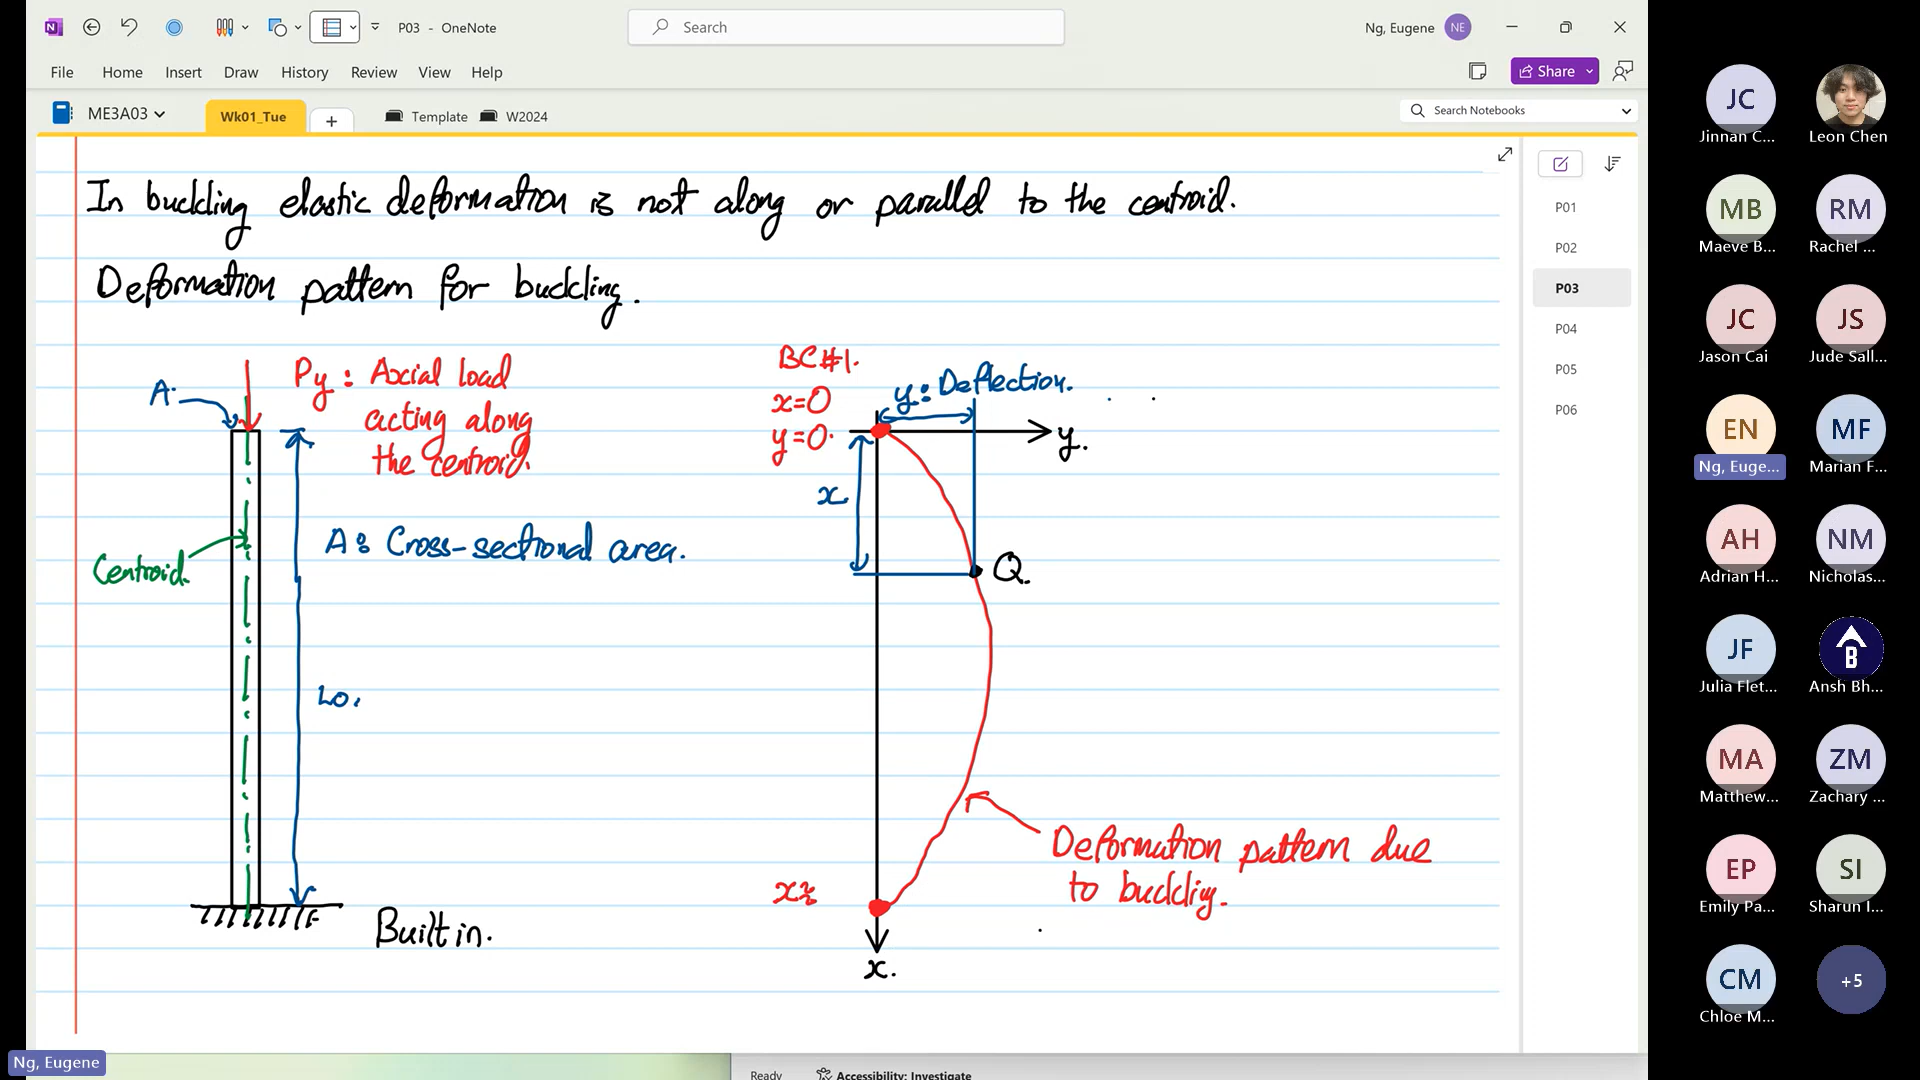 P03 - OneNote
Search
Ng, Eugene
NE
File Home Insert Draw History Review View Help
Share
ME3A03
Wk01_Tue
+
Template
W2024
Search Notebooks
In buckling elastic deformation is not along or parallel to the centroid.
Deformation pattern for buckling.
A.
Py: Axial load
acting along
the centroid.
Centroid.
A: Cross-sectional area.
Lo.
Built in.
BC#1.
x=0
y=0.
y: Deflection.
y.
x
Q.
Deformation pattern due
to buckling.
x=
x.
P01
P02
P03
P04
P05
P06
JC
Jinnan C...
Leon Chen
MB
Maeve B...
RM
Rachel ...
JC
Jason Cai
JS
Jude Sall...
EN
Ng, Euge...
MF
Marian F...
AH
Adrian H...
NM
Nicholas...
JF
Julia Flet...
B
Ansh Bh...
MA
Matthew...
ZM
Zachary ...
EP
Emily Pa...
SI
Sharun I...
CM
Chloe M...
+5
Ng, Eugene
Ready
Accessibility: Investigate